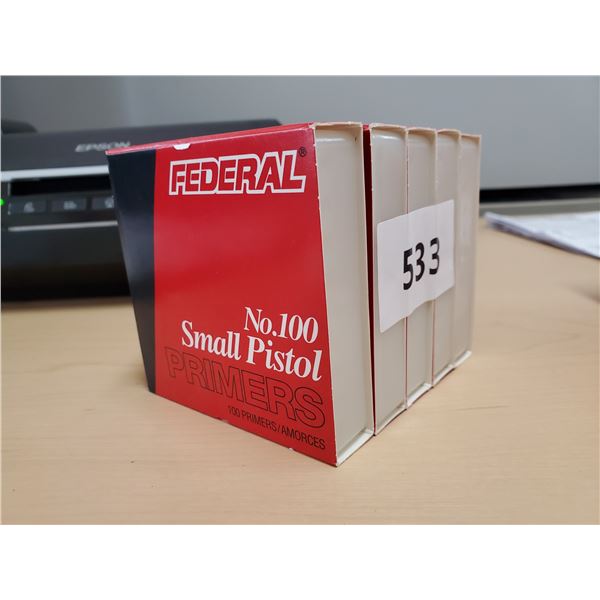 EPSON
FEDERAL®
No.100
Small Pistol
PRIMERS
100 PRIMERS/AMORCES
533